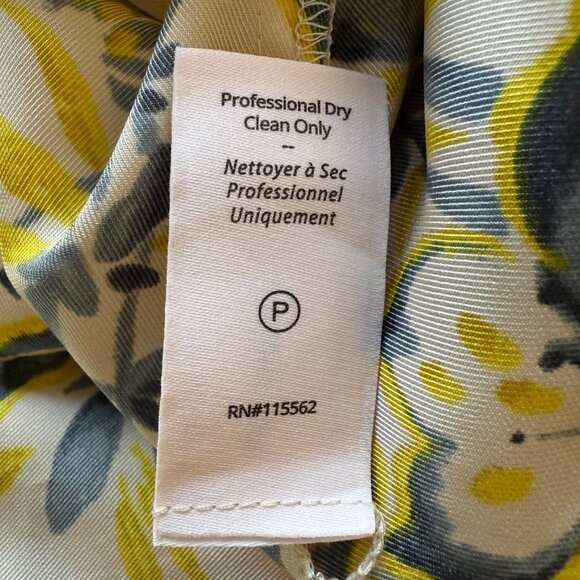 Professional Dry
Clean Only
--
Nettoyer à Sec
Professionnel
Uniquement
P
RN#115562